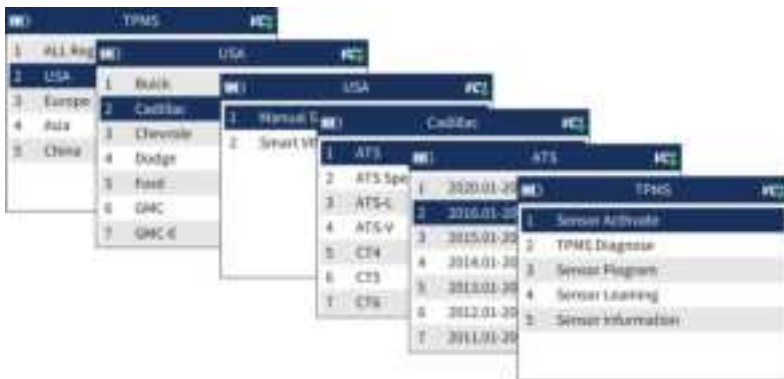 TPMS
1 ALL Reg
2 USA
3 Europe
4 Asia
5 China
USA
1 Buick
2 Cadillac
3 Chevrole
4 Dodge
5 Ford
6 GMC
7 GMC-E
USA
1 Manual S
2 Smart VI
Cadillac
1 ATS
2 ATS Spe
3 ATS-L
4 ATS-V
5 CT4
6 CT5
7 CT6
ATS
1 2020.01-20
2 2016.01-20
3 2015.01-20
4 2014.01-20
5 2013.01-20
6 2012.01-20
7 2011.01-20
TPMS
1 Sensor Activate
2 TPMS Diagnose
3 Sensor Program
4 Sensor Learning
5 Sensor Information